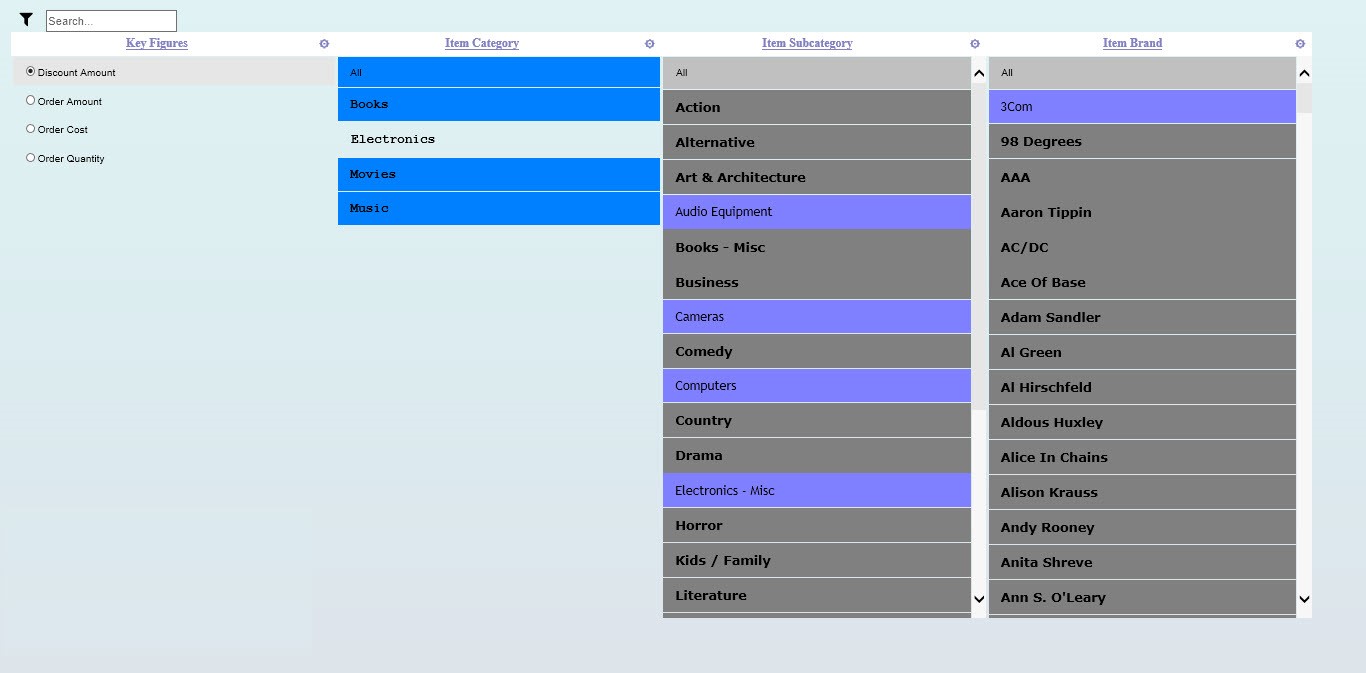 Search...
Key Figures
Discount Amount
Order Amount
Order Cost
Order Quantity
Item Category
All
Books
Electronics
Movies
Music
Item Subcategory
All
Action
Alternative
Art & Architecture
Audio Equipment
Books - Misc
Business
Cameras
Comedy
Computers
Country
Drama
Electronics - Misc
Horror
Kids / Family
Literature
Item Brand
All
3Com
98 Degrees
AAA
Aaron Tippin
AC/DC
Ace Of Base
Adam Sandler
Al Green
Al Hirschfeld
Aldous Huxley
Alice In Chains
Alison Krauss
Andy Rooney
Anita Shreve
Ann S. O'Leary